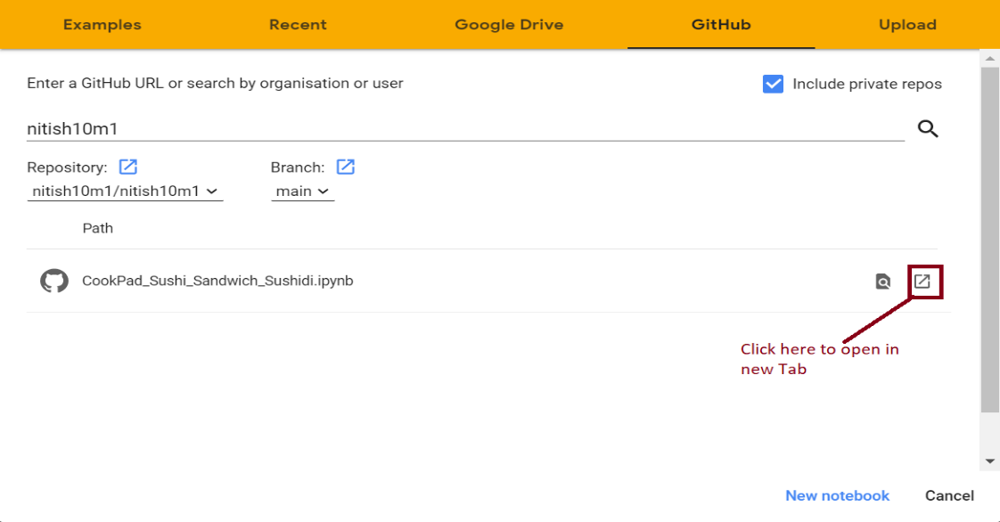 Examples Recent Google Drive GitHub Upload
Enter a GitHub URL or search by organisation or user
Include private repos
nitish10m1
Repository: Branch:
nitish10m1/nitish10m1 main
Path
CookPad_Sushi_Sandwich_Sushidi.ipynb
Click here to open in
new Tab
New notebook Cancel